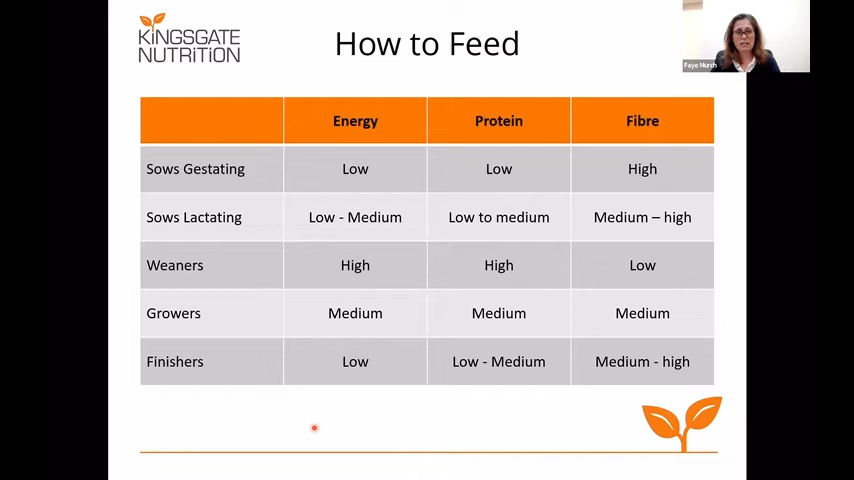 KINGSGATE
NUTRITION
How to Feed
Faye Murch
Energy Protein Fibre
Sows Gestating Low Low High
Sows Lactating Low - Medium Low to medium Medium – high
Weaners High High Low
Growers Medium Medium Medium
Finishers Low Low - Medium Medium - high